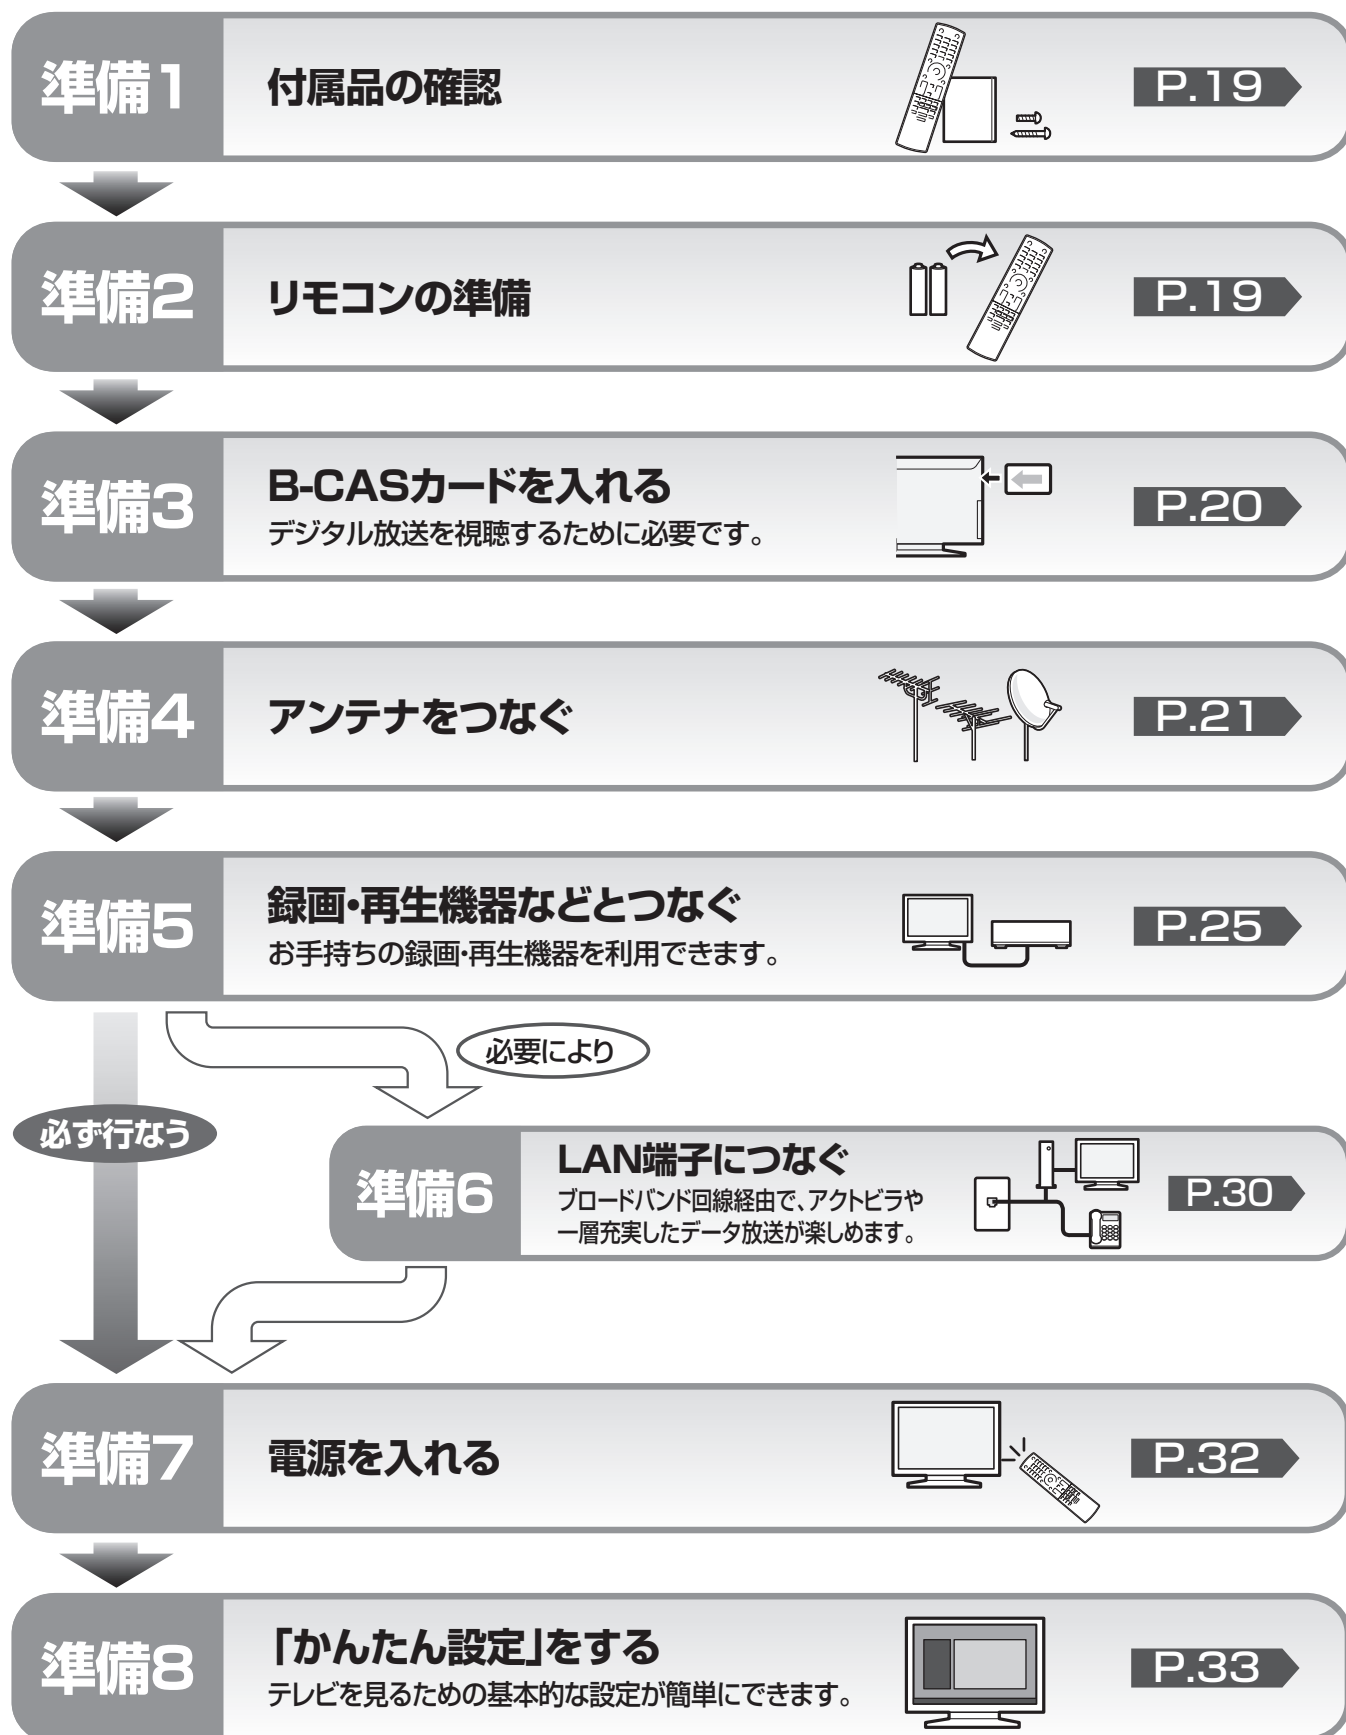 準備1
付属品の確認
P.19
準備2
リモコンの準備
P.19
準備3
B-CASカードを入れる
デジタル放送を視聴するために必要です。
P.20
準備4
アンテナをつなぐ
P.21
準備5
録画・再生機器などとつなぐ
お手持ちの録画・再生機器を利用できます。
P.25
必要により
必ず行なう
準備6
LAN端子につなぐ
ブロードバンド回線経由で、アクトビラや
一層充実したデータ放送が楽しめます。
P.30
準備7
電源を入れる
P.32
準備8
「かんたん設定」をする
テレビを見るための基本的な設定が簡単にできます。
P.33